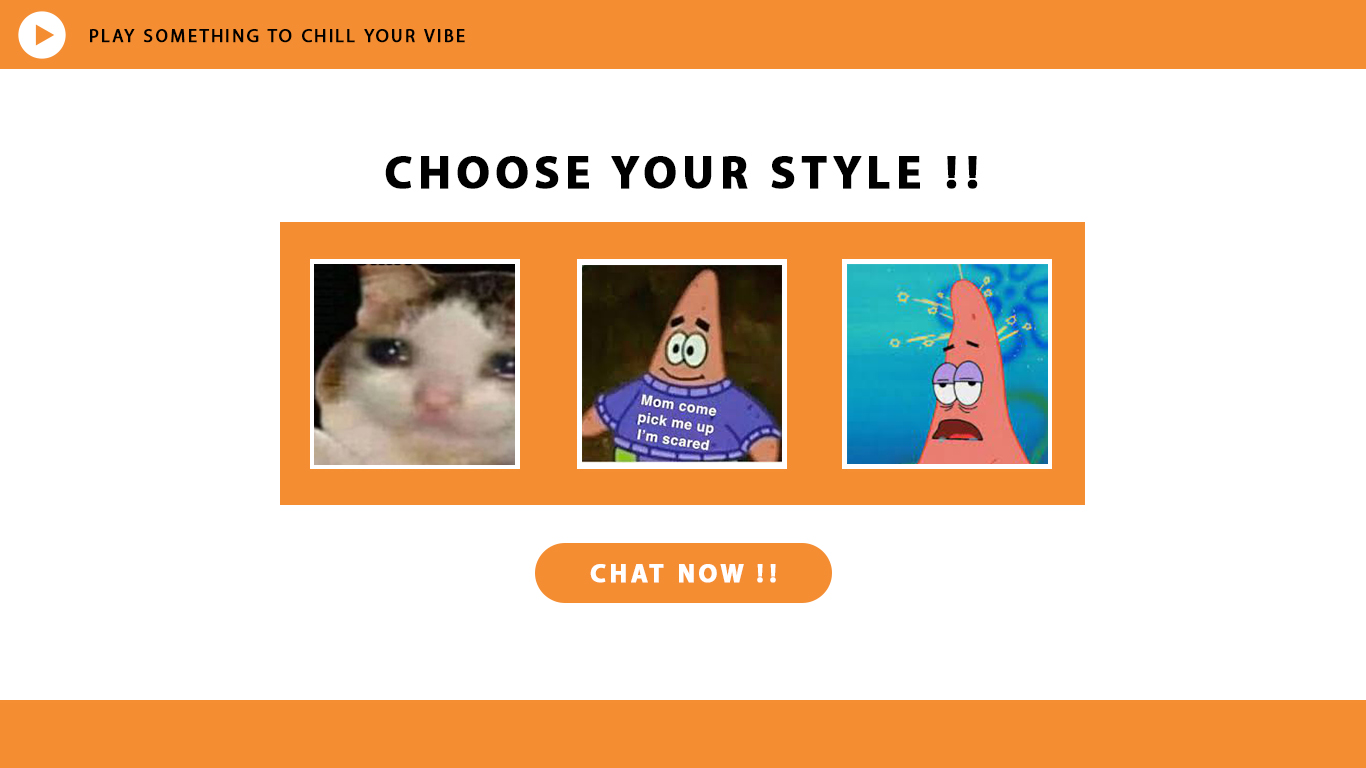 PLAY SOMETHING TO CHILL YOUR VIBE
CHOOSE YOUR STYLE !!
Mom come
pick me up
I'm scared
CHAT NOW !!